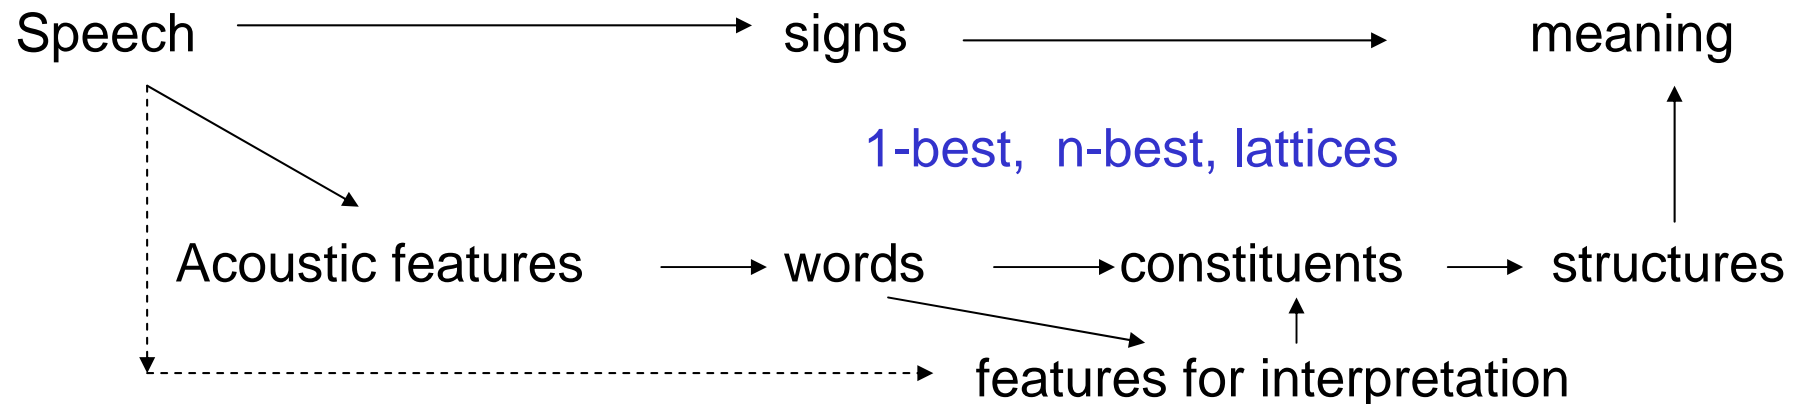 Speech signs meaning
1-best, n-best, lattices
Acoustic features words constituents structures
features for interpretation